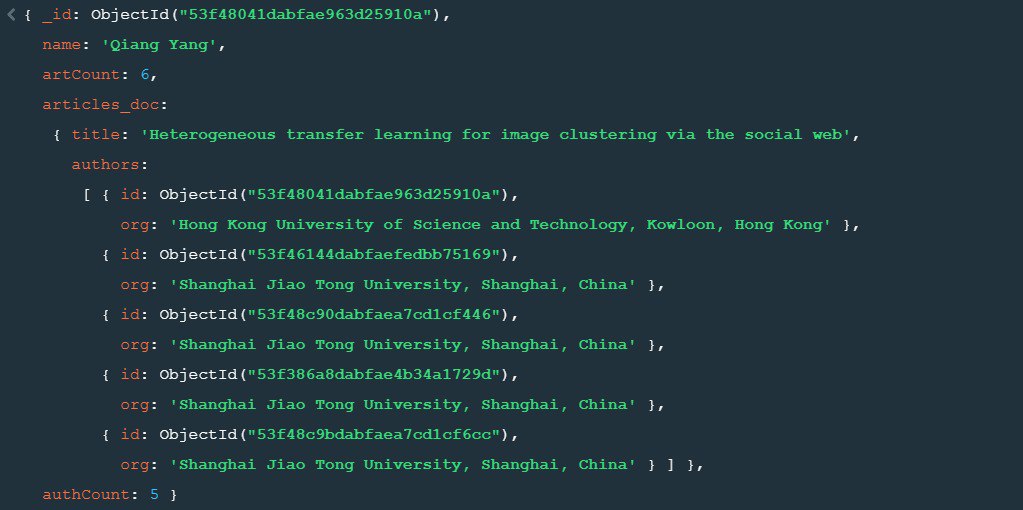 { _id: ObjectId("53f48041dabfae963d25910a"),
name: 'Qiang Yang',
artCount: 6,
articles_doc:
{ title: 'Heterogeneous transfer learning for image clustering via the social web',
authors:
[ { id: ObjectId("53f48041dabfae963d25910a"),
org: 'Hong Kong University of Science and Technology, Kowloon, Hong Kong' },
{ id: ObjectId("53f46144dabfaefedbb75169"),
org: 'Shanghai Jiao Tong University, Shanghai, China' },
{ id: ObjectId("53f48c90dabfaea7cd1cf446"),
org: 'Shanghai Jiao Tong University, Shanghai, China' },
{ id: ObjectId("53f386a8dabfae4b34a1729d"),
org: 'Shanghai Jiao Tong University, Shanghai, China' },
{ id: ObjectId("53f48c9bdabfaea7cd1cf6cc"),
org: 'Shanghai Jiao Tong University, Shanghai, China' } ] },
authCount: 5 }